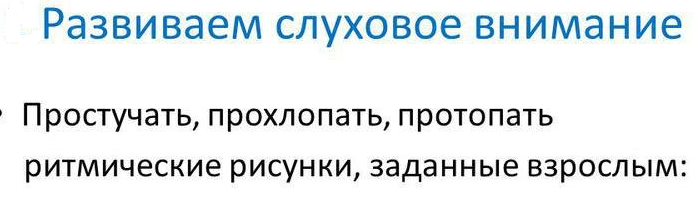 Развиваем слуховое внимание
• Простучать, прохлопать, протопать
ритмические рисунки, заданные взрослым: